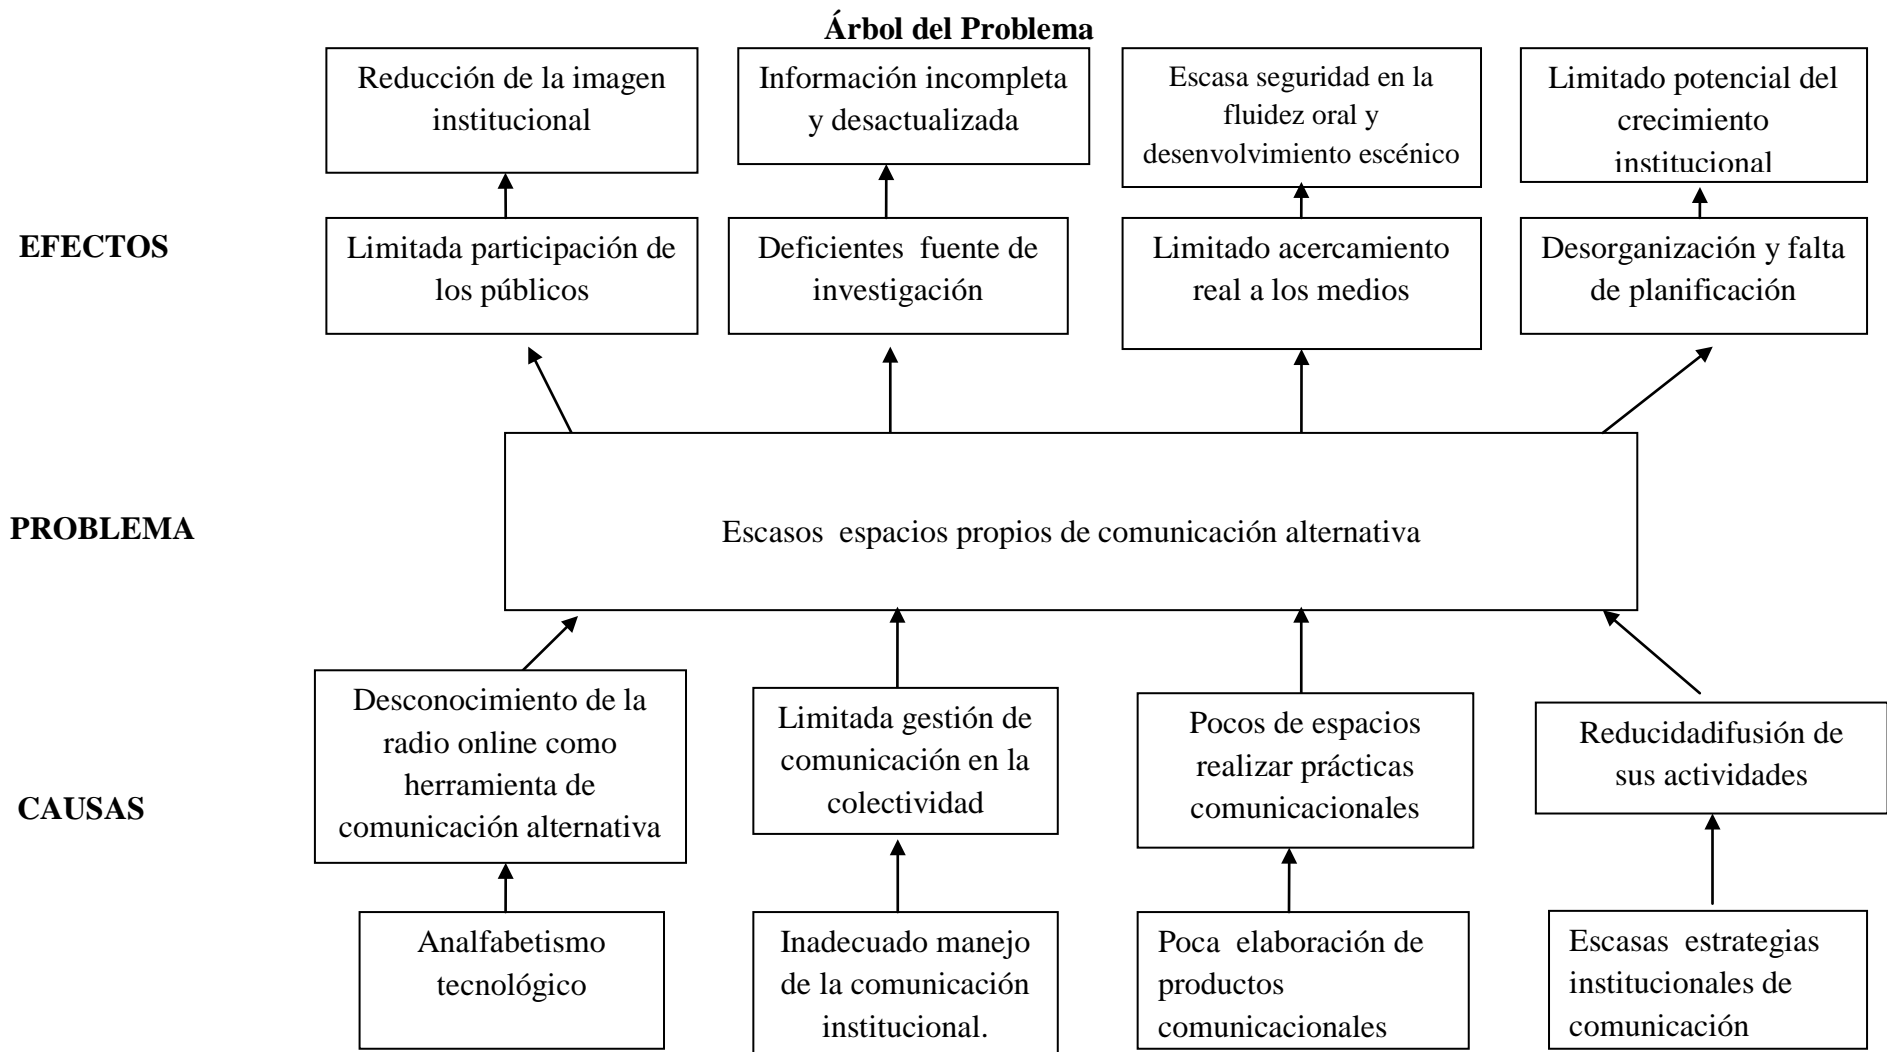 Árbol del Problema
Reducción de la imagen
institucional
Información incompleta
y desactualizada
Escasa seguridad en la
fluidez oral y
desenvolvimiento escénico
Limitado potencial del
crecimiento
institucional
EFECTOS
Limitada participación de
los públicos
Deficientes  fuente de
investigación
Limitado acercamiento
real a los medios
Desorganización y falta
de planificación
PROBLEMA
Escasos  espacios propios de comunicación alternativa
CAUSAS
Desconocimiento de la
radio online como
herramienta de
comunicación alternativa
Limitada gestión de
comunicación en la
colectividad
Pocos de espacios
realizar prácticas
comunicacionales
Reducidadifusión de
sus actividades
Analfabetismo
tecnológico
Inadecuado manejo
de la comunicación
institucional.
Poca  elaboración de
productos
comunicacionales
Escasas  estrategias
institucionales de
comunicación